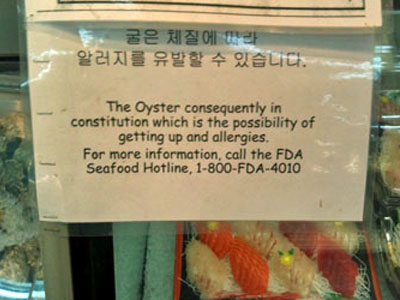 굴은 체질에 따라
알러지를 유발할 수 있습니다.
The Oyster consequently in
constitution which is the possibility of
getting up and allergies.
For more information, call the FDA
Seafood Hotline, 1-800-FDA-4010